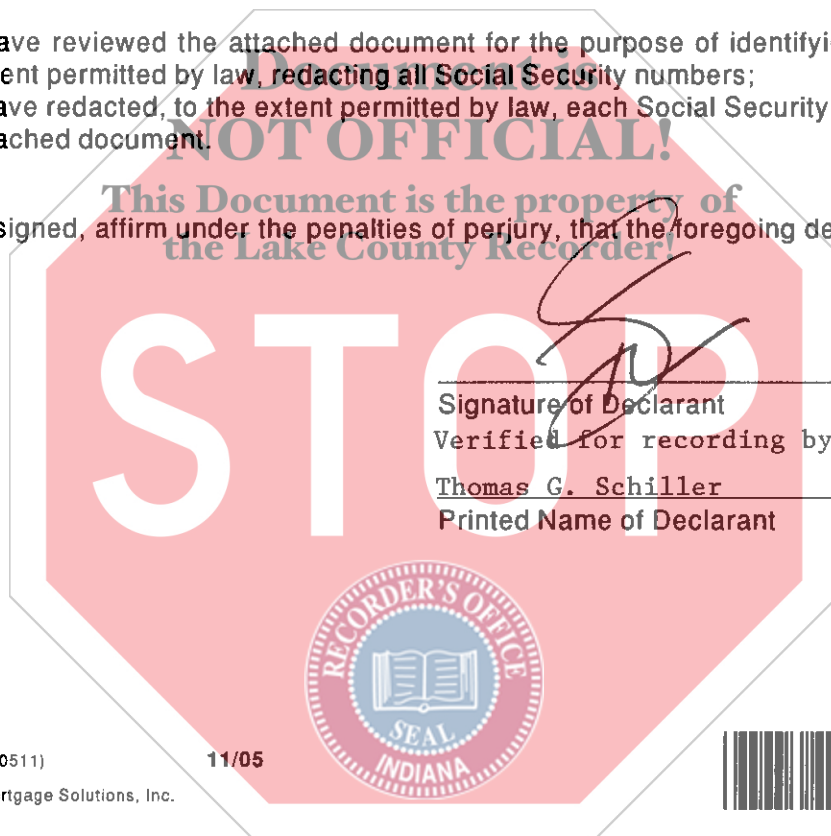 ave reviewed the attached document for the purpose of identifyi
Document is
ent permitted by law, redacting all Social Security numbers;
ave redacted, to the extent permitted by law, each Social Security
NOT OFFICIAL!
ached document.
This Document is the property of
signed, affirm under the penalties of perjury, that the foregoing de
the Lake County Recorder!
STOP
Signature of Declarant
Verified for recording by
Thomas G. Schiller
Printed Name of Declarant
RECORDER'S OFFICE
SEAL
INDIANA
0511) 11/05
rtgage Solutions, Inc.